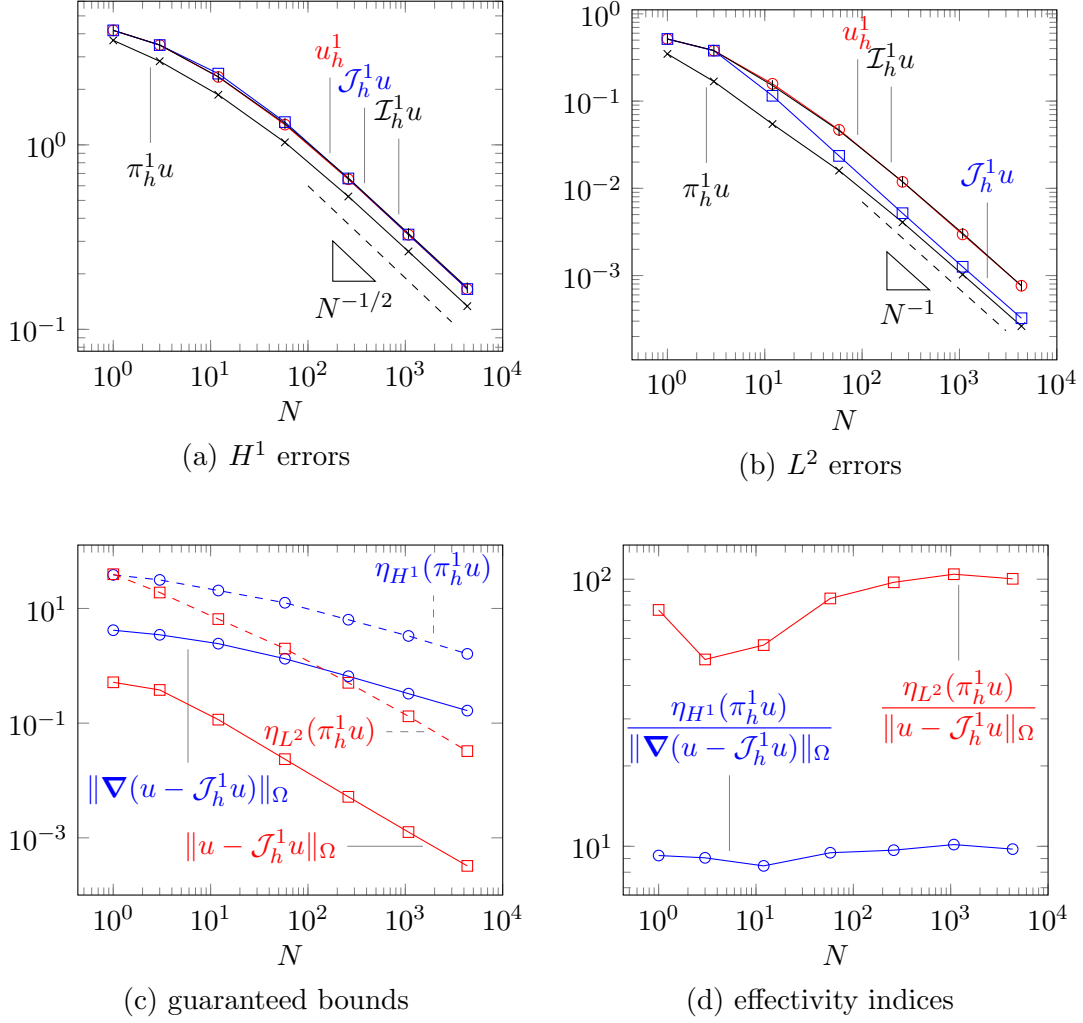 10^0
10^{-1}
u_h^1
𝒥_h^1 u
ℐ_h^1 u
π_h^1 u
N^{-1/2}
10^0 10^1 10^2 10^3 10^4
N
(a) H^1 errors
10^0
10^{-1}
10^{-2}
10^{-3}
u_h^1
ℐ_h^1 u
𝒥_h^1 u
π_h^1 u
N^{-1}
10^0 10^1 10^2 10^3 10^4
N
(b) L^2 errors
10^1
10^{-1}
10^{-3}
η_{H^1}(π_h^1 u)
η_{L^2}(π_h^1 u)
‖∇(u − 𝒥_h^1 u)‖_Ω
‖u − 𝒥_h^1 u‖_Ω
10^0 10^1 10^2 10^3 10^4
N
(c) guaranteed bounds
10^2
10^1
η_{H^1}(π_h^1 u)
‖∇(u − 𝒥_h^1 u)‖_Ω
η_{L^2}(π_h^1 u)
‖u − 𝒥_h^1 u‖_Ω
10^0 10^1 10^2 10^3 10^4
N
(d) effectivity indices